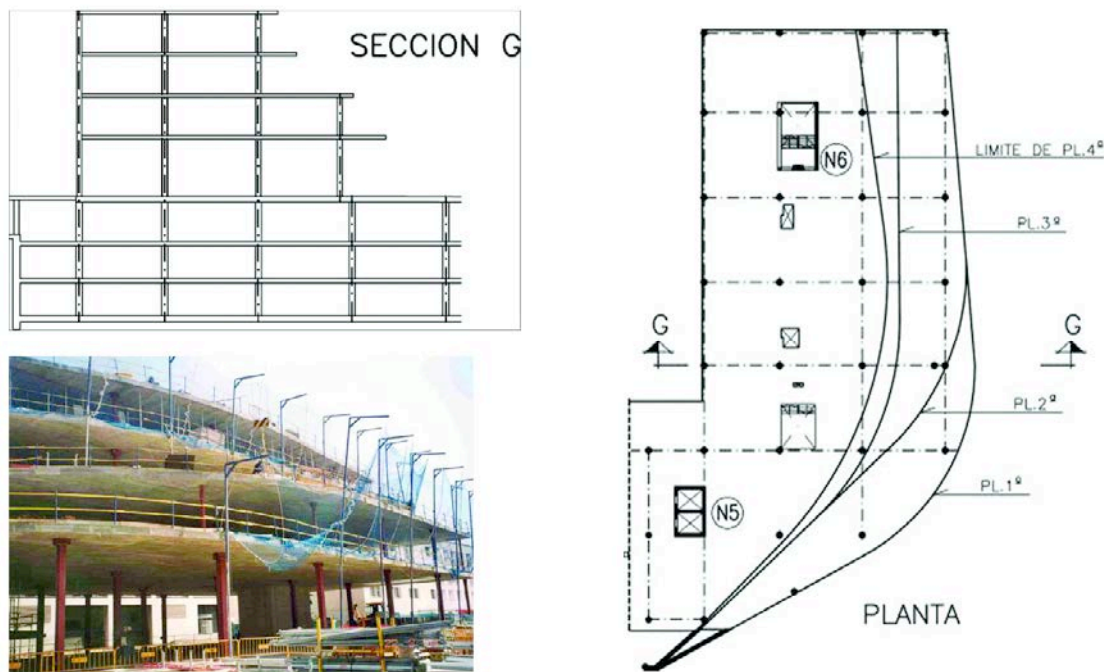 SECCION G
N6
LIMITE DE PL.4ª
PL.3ª
G
G
PL.2ª
PL.1ª
N5
PLANTA